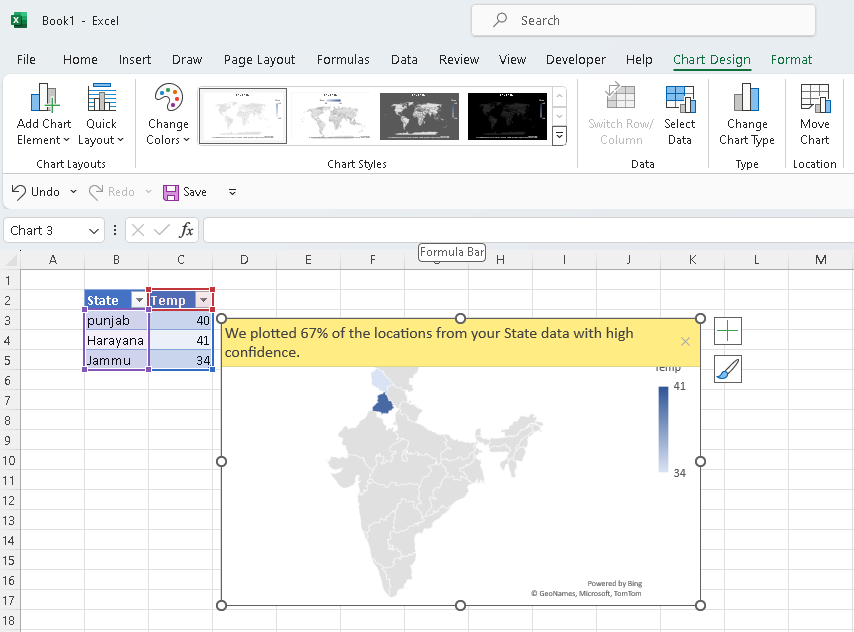 Book1 - Excel
Search
File Home Insert Draw Page Layout Formulas Data Review View Developer Help Chart Design Format
Add Chart Element
Quick Layout
Change Colors
Switch Row/ Column
Select Data
Change Chart Type
Move Chart
Chart Layouts Chart Styles Data Type Location
Undo Redo Save
Chart 3 fx
Formula Bar
A B C D E F G H I J K L M
1
2 State Temp
3 punjab 40
4 Harayana 41
5 Jammu 34
We plotted 67% of the locations from your State data with high
confidence.
Temp
41
34
6
7
8
9
10
11
12
13
14
15
16
17
18
Powered by Bing
© GeoNames, Microsoft, TomTom